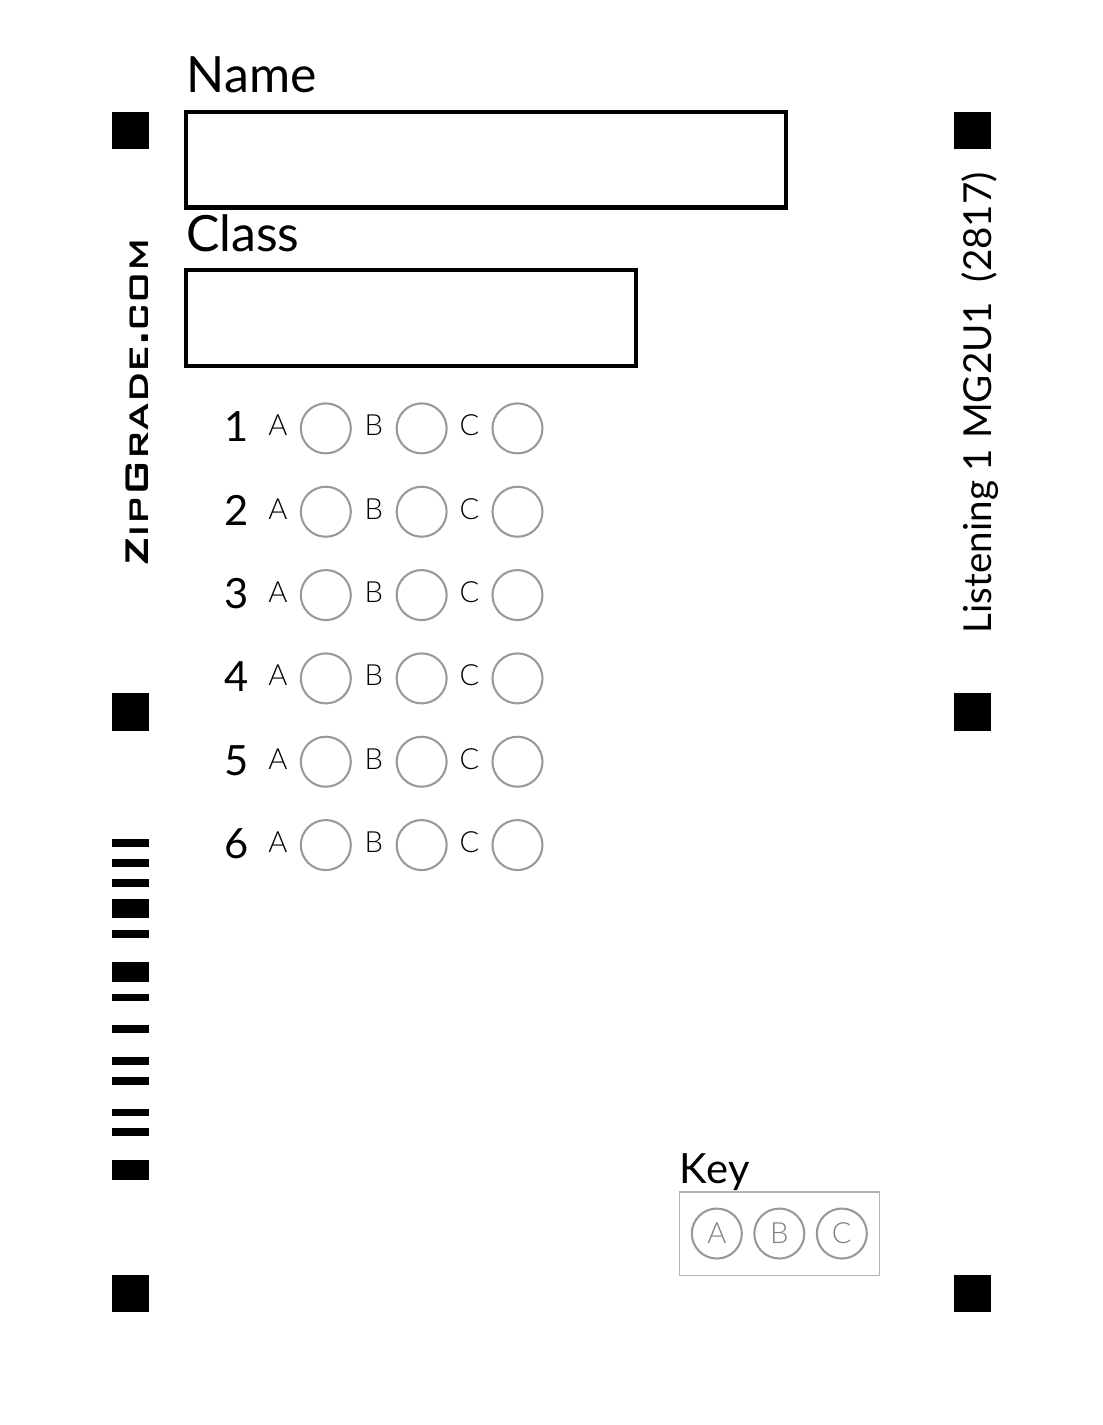 Name
Class
ZIPGRADE.COM
Listening 1 MG2U1 (2817)
1 A B C
2 A B C
3 A B C
4 A B C
5 A B C
6 A B C
Key
A B C